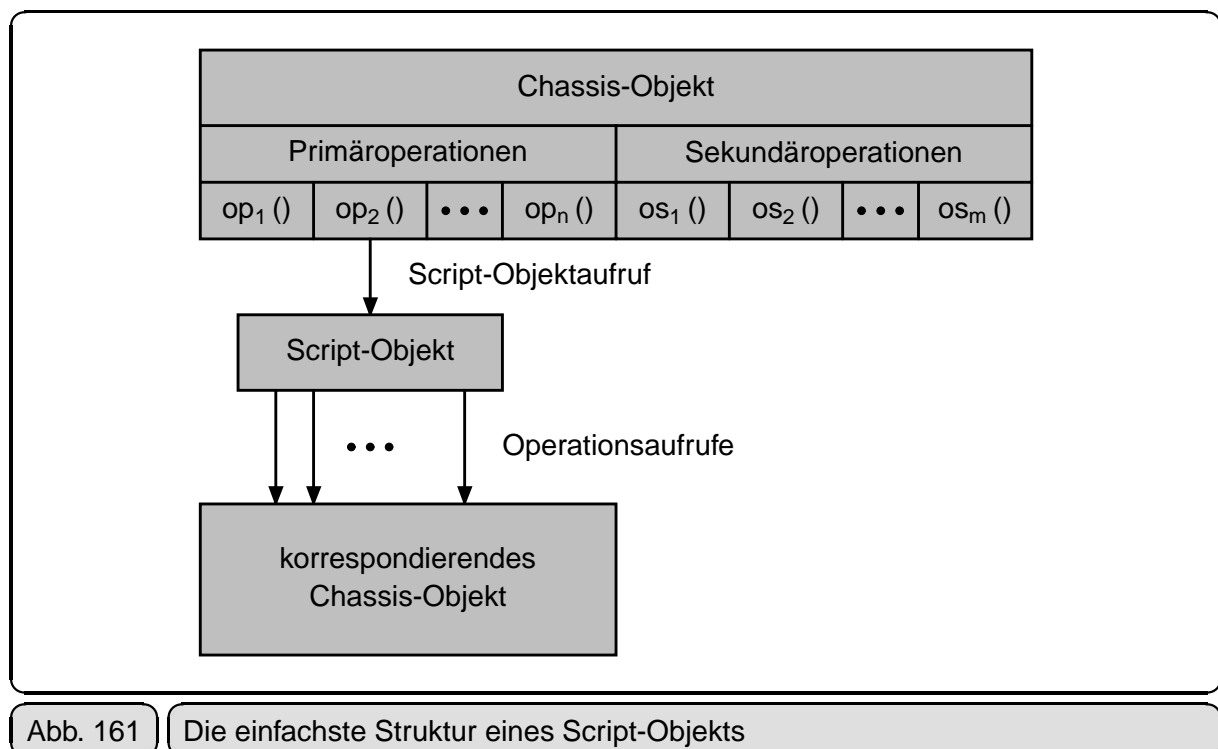 Chassis-Objekt
Primäroperationen Sekundäroperationen
op1 () op2 () ••• opn () os1 () os2 () ••• osm ()
Script-Objektaufruf
Script-Objekt
••• Operationsaufrufe
korrespondierendes
Chassis-Objekt
Abb. 161 Die einfachste Struktur eines Script-Objekts